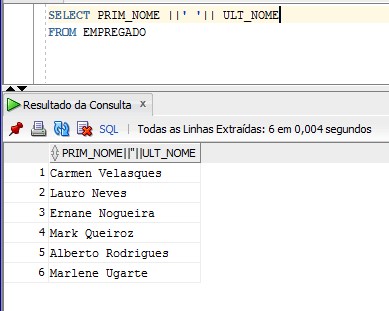 SELECT PRIM_NOME ||' '|| ULT_NOME
FROM EMPREGADO
Resultado da Consulta x
SQL | Todas as Linhas Extraídas: 6 em 0,004 segundos
PRIM_NOME||''||ULT_NOME
1 Carmen Velasques
2 Lauro Neves
3 Ernane Nogueira
4 Mark Queiroz
5 Alberto Rodrigues
6 Marlene Ugarte